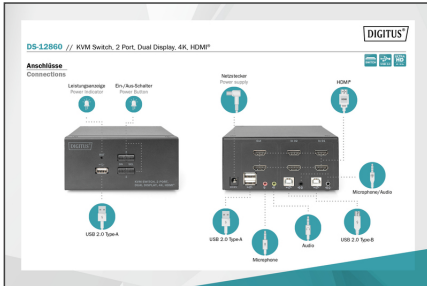 DIGITUS®
DS-12860 // KVM Switch, 2 Port, Dual Display, 4K, HDMI®
Anschlüsse
Connections
Leistungsanzeige
Power Indicator
Ein-/Aus-Schalter
Power Button
Netzstecker
Power supply
HDMI®
DIGITUS
USB 2.0 Type-A
USB 2.0 Type-A
Microphone
Audio
USB 2.0 Type-B
Microphone/Audio